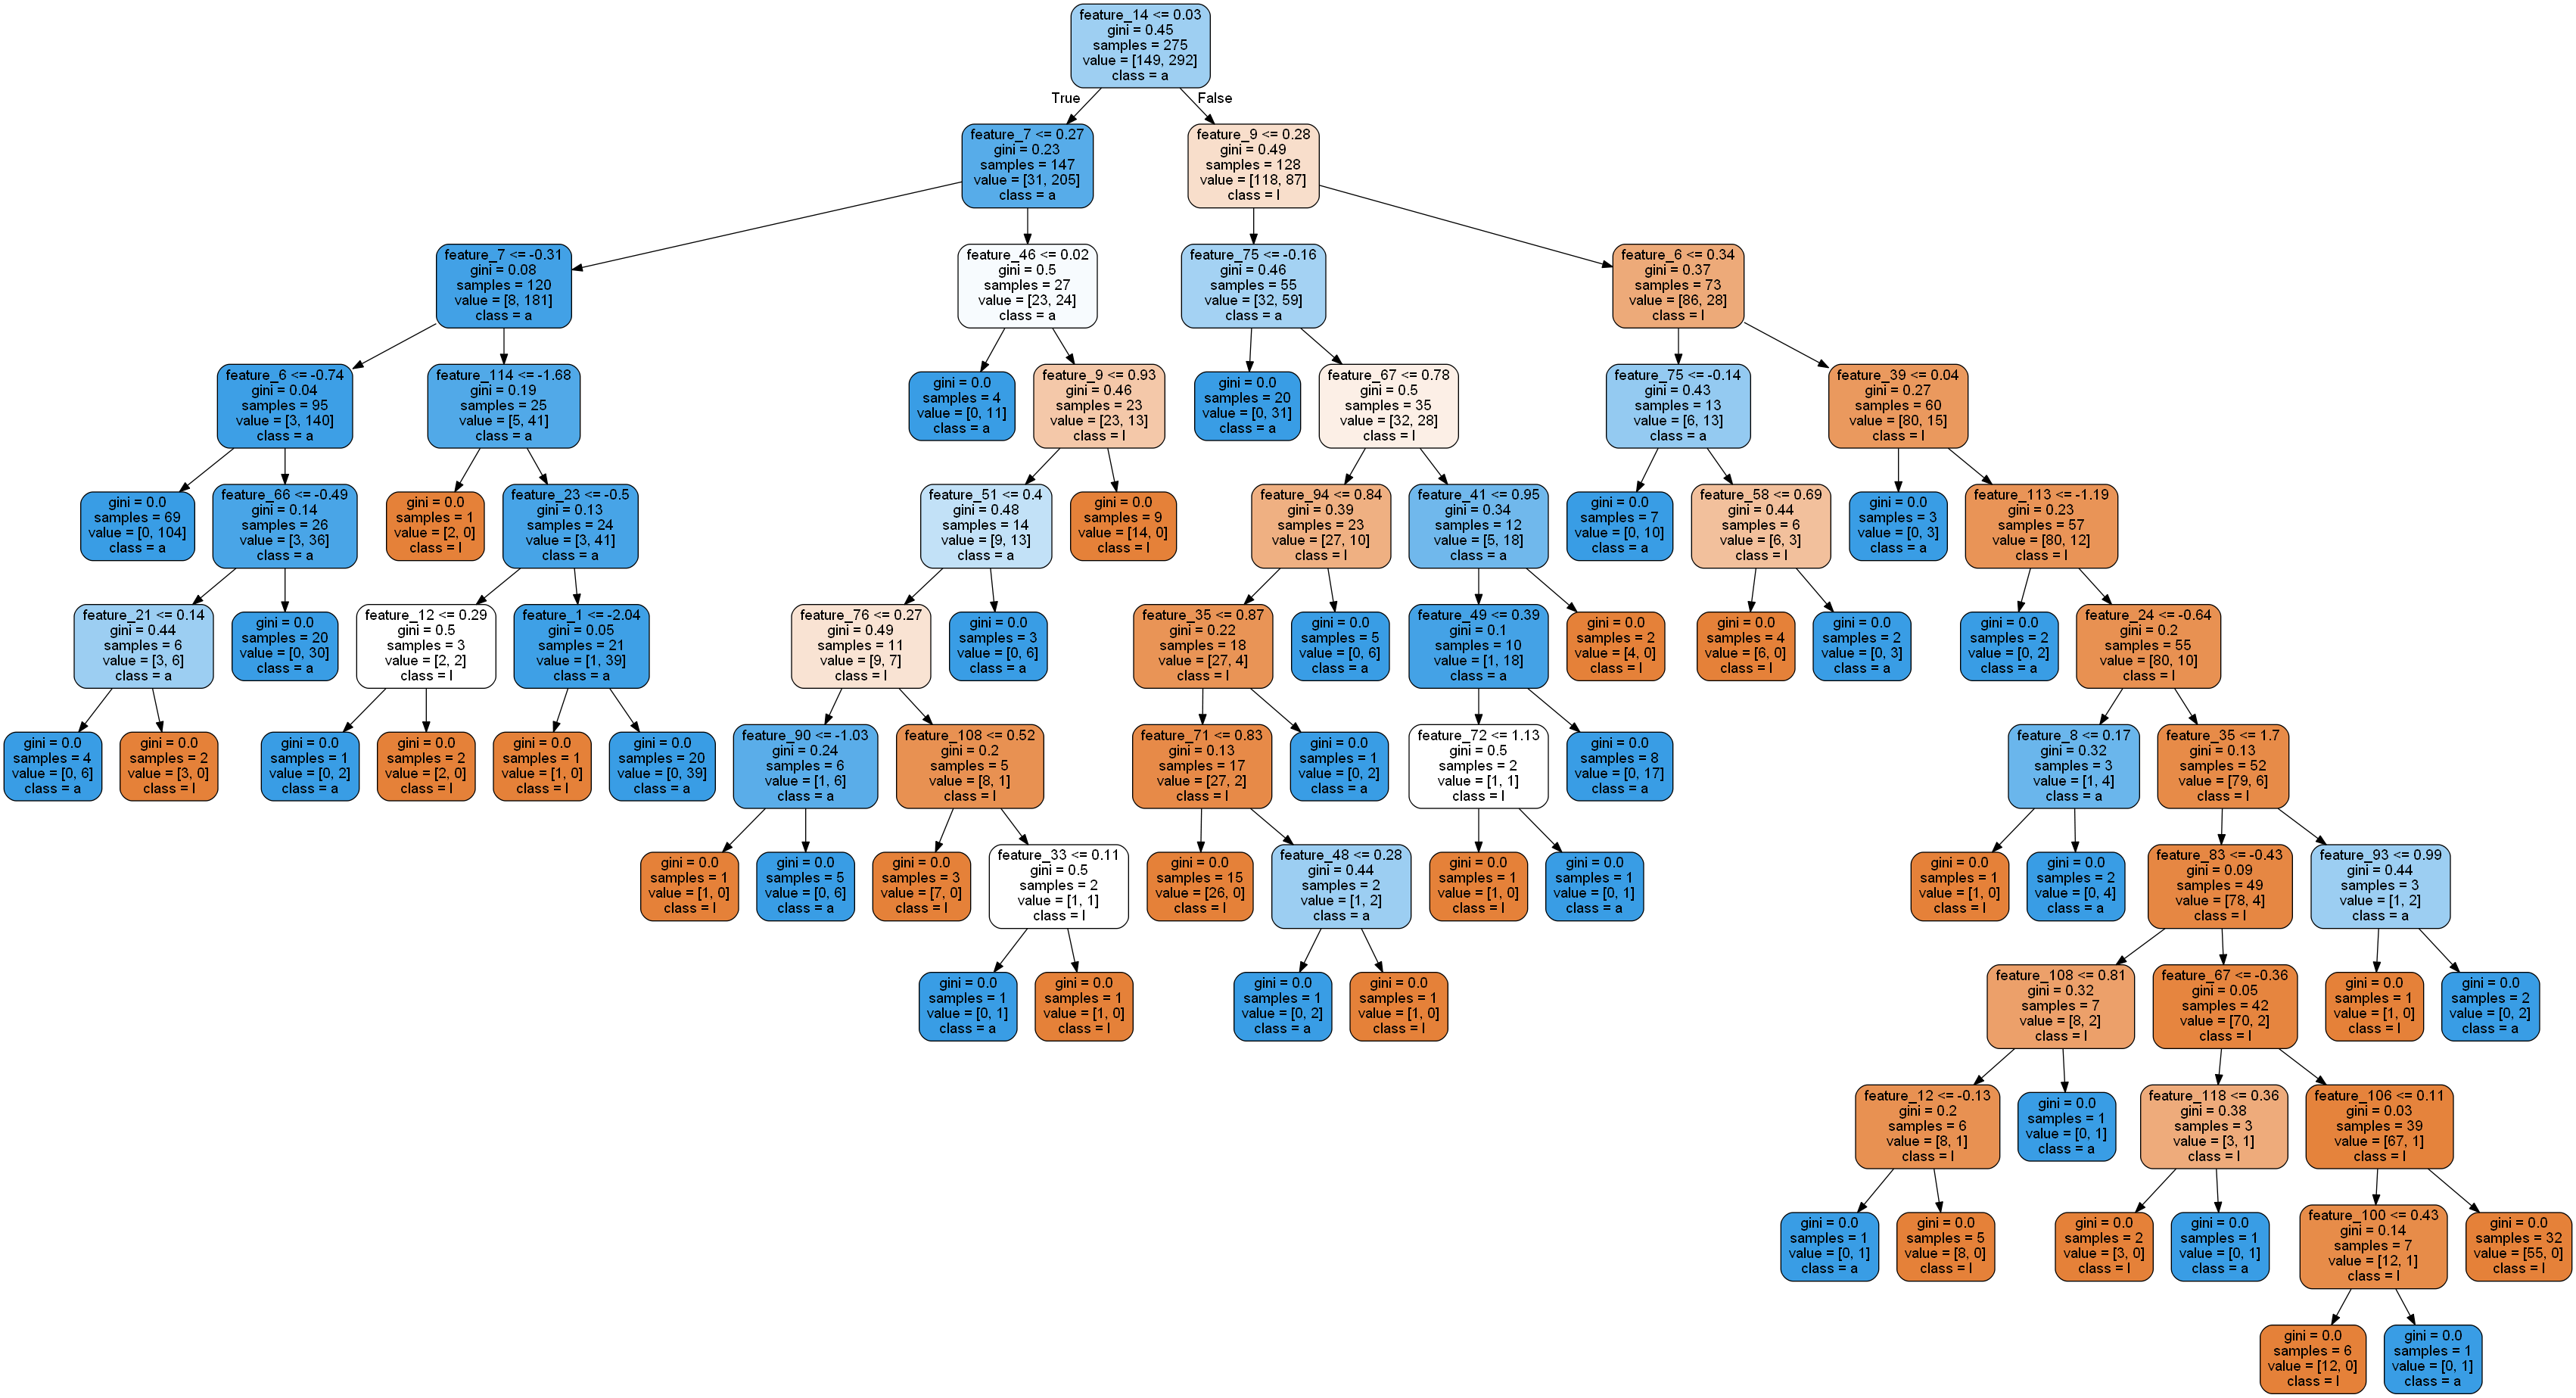 feature_14 <= 0.03
gini = 0.45
samples = 275
value = [149, 292]
class = a
True
False
feature_7 <= 0.27
gini = 0.23
samples = 147
value = [31, 205]
class = a
feature_9 <= 0.28
gini = 0.49
samples = 128
value = [118, 87]
class = l
feature_7 <= -0.31
gini = 0.08
samples = 120
value = [8, 181]
class = a
feature_46 <= 0.02
gini = 0.5
samples = 27
value = [23, 24]
class = a
feature_75 <= -0.16
gini = 0.46
samples = 55
value = [32, 59]
class = a
feature_6 <= 0.34
gini = 0.37
samples = 73
value = [86, 28]
class = l
feature_6 <= -0.74
gini = 0.04
samples = 95
value = [3, 140]
class = a
feature_114 <= -1.68
gini = 0.19
samples = 25
value = [5, 41]
class = a
gini = 0.0
samples = 4
value = [0, 11]
class = a
feature_9 <= 0.93
gini = 0.46
samples = 23
value = [23, 13]
class = l
gini = 0.0
samples = 20
value = [0, 31]
class = a
feature_67 <= 0.78
gini = 0.5
samples = 35
value = [32, 28]
class = l
feature_75 <= -0.14
gini = 0.43
samples = 13
value = [6, 13]
class = a
feature_39 <= 0.04
gini = 0.27
samples = 60
value = [80, 15]
class = l
gini = 0.0
samples = 69
value = [0, 104]
class = a
feature_66 <= -0.49
gini = 0.14
samples = 26
value = [3, 36]
class = a
gini = 0.0
samples = 1
value = [2, 0]
class = l
feature_23 <= -0.5
gini = 0.13
samples = 24
value = [3, 41]
class = a
feature_51 <= 0.4
gini = 0.48
samples = 14
value = [9, 13]
class = a
gini = 0.0
samples = 9
value = [14, 0]
class = l
feature_94 <= 0.84
gini = 0.39
samples = 23
value = [27, 10]
class = l
feature_41 <= 0.95
gini = 0.34
samples = 12
value = [5, 18]
class = a
gini = 0.0
samples = 7
value = [0, 10]
class = a
feature_58 <= 0.69
gini = 0.44
samples = 6
value = [6, 3]
class = l
gini = 0.0
samples = 3
value = [0, 3]
class = a
feature_113 <= -1.19
gini = 0.23
samples = 57
value = [80, 12]
class = l
feature_21 <= 0.14
gini = 0.44
samples = 6
value = [3, 6]
class = a
gini = 0.0
samples = 20
value = [0, 30]
class = a
feature_12 <= 0.29
gini = 0.5
samples = 3
value = [2, 2]
class = l
feature_1 <= -2.04
gini = 0.05
samples = 21
value = [1, 39]
class = a
feature_76 <= 0.27
gini = 0.49
samples = 11
value = [9, 7]
class = l
gini = 0.0
samples = 3
value = [0, 6]
class = a
feature_35 <= 0.87
gini = 0.22
samples = 18
value = [27, 4]
class = l
gini = 0.0
samples = 5
value = [0, 6]
class = a
feature_49 <= 0.39
gini = 0.1
samples = 10
value = [1, 18]
class = a
gini = 0.0
samples = 2
value = [4, 0]
class = l
gini = 0.0
samples = 4
value = [6, 0]
class = l
gini = 0.0
samples = 2
value = [0, 3]
class = a
gini = 0.0
samples = 2
value = [0, 2]
class = a
feature_24 <= -0.64
gini = 0.2
samples = 55
value = [80, 10]
class = l
gini = 0.0
samples = 4
value = [0, 6]
class = a
gini = 0.0
samples = 2
value = [3, 0]
class = l
gini = 0.0
samples = 1
value = [0, 2]
class = a
gini = 0.0
samples = 2
value = [2, 0]
class = l
gini = 0.0
samples = 1
value = [1, 0]
class = l
gini = 0.0
samples = 20
value = [0, 39]
class = a
feature_90 <= -1.03
gini = 0.24
samples = 6
value = [1, 6]
class = a
feature_108 <= 0.52
gini = 0.2
samples = 5
value = [8, 1]
class = l
feature_71 <= 0.83
gini = 0.13
samples = 17
value = [27, 2]
class = l
gini = 0.0
samples = 1
value = [0, 2]
class = a
feature_72 <= 1.13
gini = 0.5
samples = 2
value = [1, 1]
class = l
gini = 0.0
samples = 8
value = [0, 17]
class = a
feature_8 <= 0.17
gini = 0.32
samples = 3
value = [1, 4]
class = a
feature_35 <= 1.7
gini = 0.13
samples = 52
value = [79, 6]
class = l
gini = 0.0
samples = 1
value = [1, 0]
class = l
gini = 0.0
samples = 5
value = [0, 6]
class = a
gini = 0.0
samples = 3
value = [7, 0]
class = l
feature_33 <= 0.11
gini = 0.5
samples = 2
value = [1, 1]
class = l
gini = 0.0
samples = 15
value = [26, 0]
class = l
feature_48 <= 0.28
gini = 0.44
samples = 2
value = [1, 2]
class = a
gini = 0.0
samples = 1
value = [1, 0]
class = l
gini = 0.0
samples = 1
value = [0, 1]
class = a
gini = 0.0
samples = 1
value = [1, 0]
class = l
gini = 0.0
samples = 2
value = [0, 4]
class = a
feature_83 <= -0.43
gini = 0.09
samples = 49
value = [78, 4]
class = l
feature_93 <= 0.99
gini = 0.44
samples = 3
value = [1, 2]
class = a
gini = 0.0
samples = 1
value = [0, 1]
class = a
gini = 0.0
samples = 1
value = [1, 0]
class = l
gini = 0.0
samples = 1
value = [0, 2]
class = a
gini = 0.0
samples = 1
value = [1, 0]
class = l
feature_108 <= 0.81
gini = 0.32
samples = 7
value = [8, 2]
class = l
feature_67 <= -0.36
gini = 0.05
samples = 42
value = [70, 2]
class = l
gini = 0.0
samples = 1
value = [1, 0]
class = l
gini = 0.0
samples = 2
value = [0, 2]
class = a
feature_12 <= -0.13
gini = 0.2
samples = 6
value = [8, 1]
class = l
gini = 0.0
samples = 1
value = [0, 1]
class = a
feature_118 <= 0.36
gini = 0.38
samples = 3
value = [3, 1]
class = l
feature_106 <= 0.11
gini = 0.03
samples = 39
value = [67, 1]
class = l
gini = 0.0
samples = 1
value = [0, 1]
class = a
gini = 0.0
samples = 5
value = [8, 0]
class = l
gini = 0.0
samples = 2
value = [3, 0]
class = l
gini = 0.0
samples = 1
value = [0, 1]
class = a
feature_100 <= 0.43
gini = 0.14
samples = 7
value = [12, 1]
class = l
gini = 0.0
samples = 32
value = [55, 0]
class = l
gini = 0.0
samples = 6
value = [12, 0]
class = l
gini = 0.0
samples = 1
value = [0, 1]
class = a